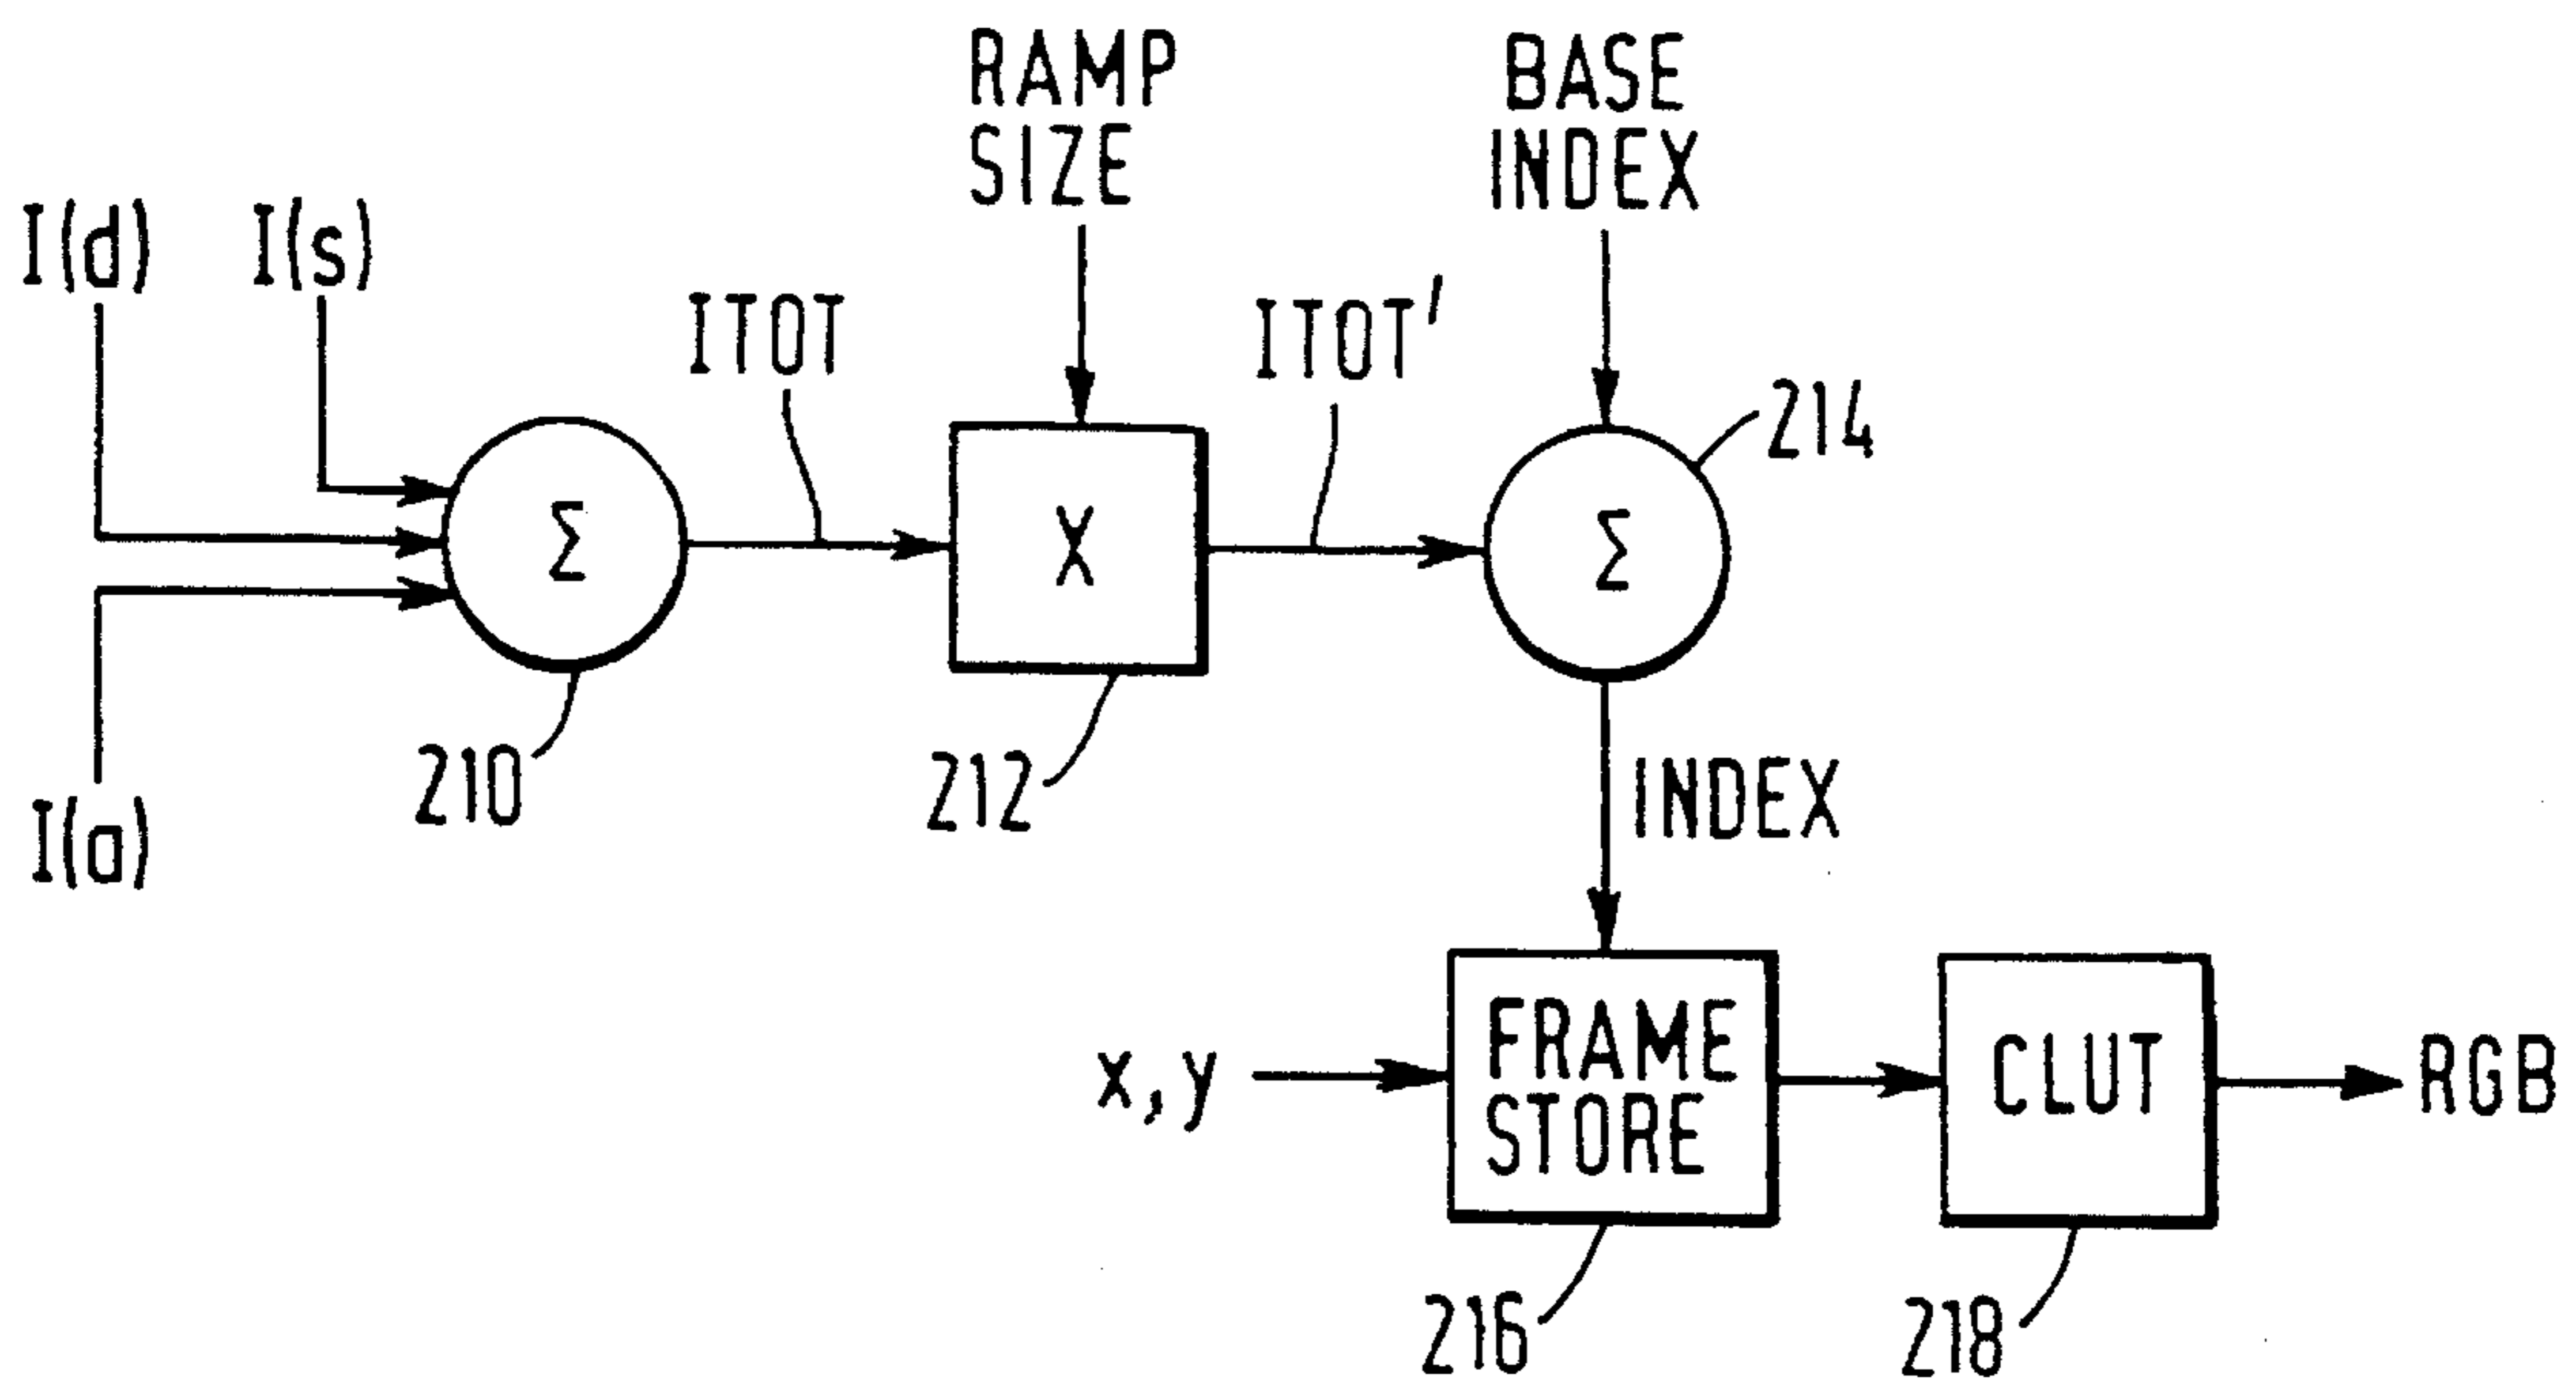 RAMP
SIZE
BASE
INDEX
I(d)
I(s)
ITOT
ITOT'
214
Σ
X
Σ
210
212
INDEX
I(a)
x,y
FRAME
STORE
CLUT
RGB
216
218